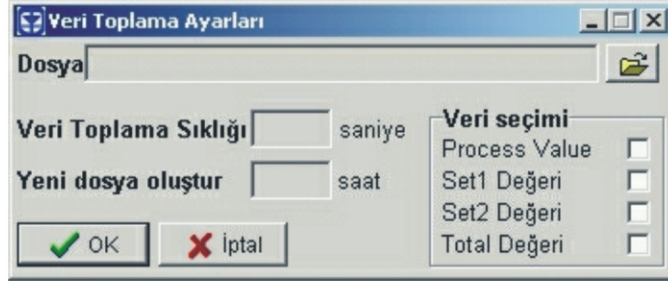 Veri Toplama Ayarları
Dosya
Veri Toplama Sıklığı saniye
Yeni dosya oluştur saat
OK İptal
Veri seçimi
Process Value
Set1 Değeri
Set2 Değeri
Total Değeri